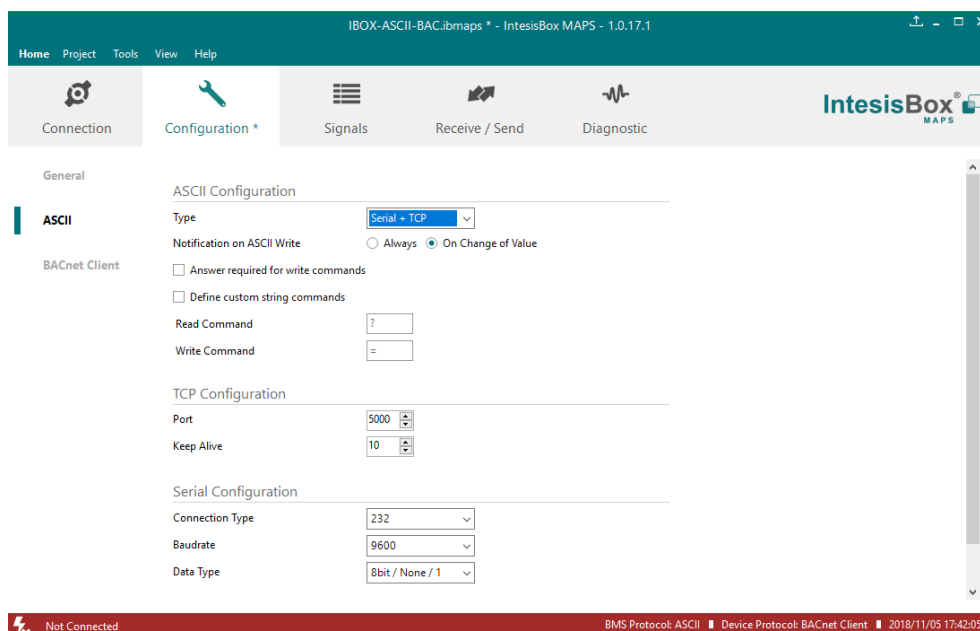 IBOX-ASCII-BAC.ibmaps * - IntesisBox MAPS - 1.0.17.1
Home Project Tools View Help
Connection Configuration * Signals Receive / Send Diagnostic
IntesisBox® MAPS
General
ASCII
BACnet Client
ASCII Configuration
Type Serial + TCP
Notification on ASCII Write Always On Change of Value
Answer required for write commands
Define custom string commands
Read Command ?
Write Command =
TCP Configuration
Port 5000
Keep Alive 10
Serial Configuration
Connection Type 232
Baudrate 9600
Data Type 8bit / None / 1
Not Connected BMS Protocol: ASCII Device Protocol: BACnet Client 2018/11/05 17:42:05